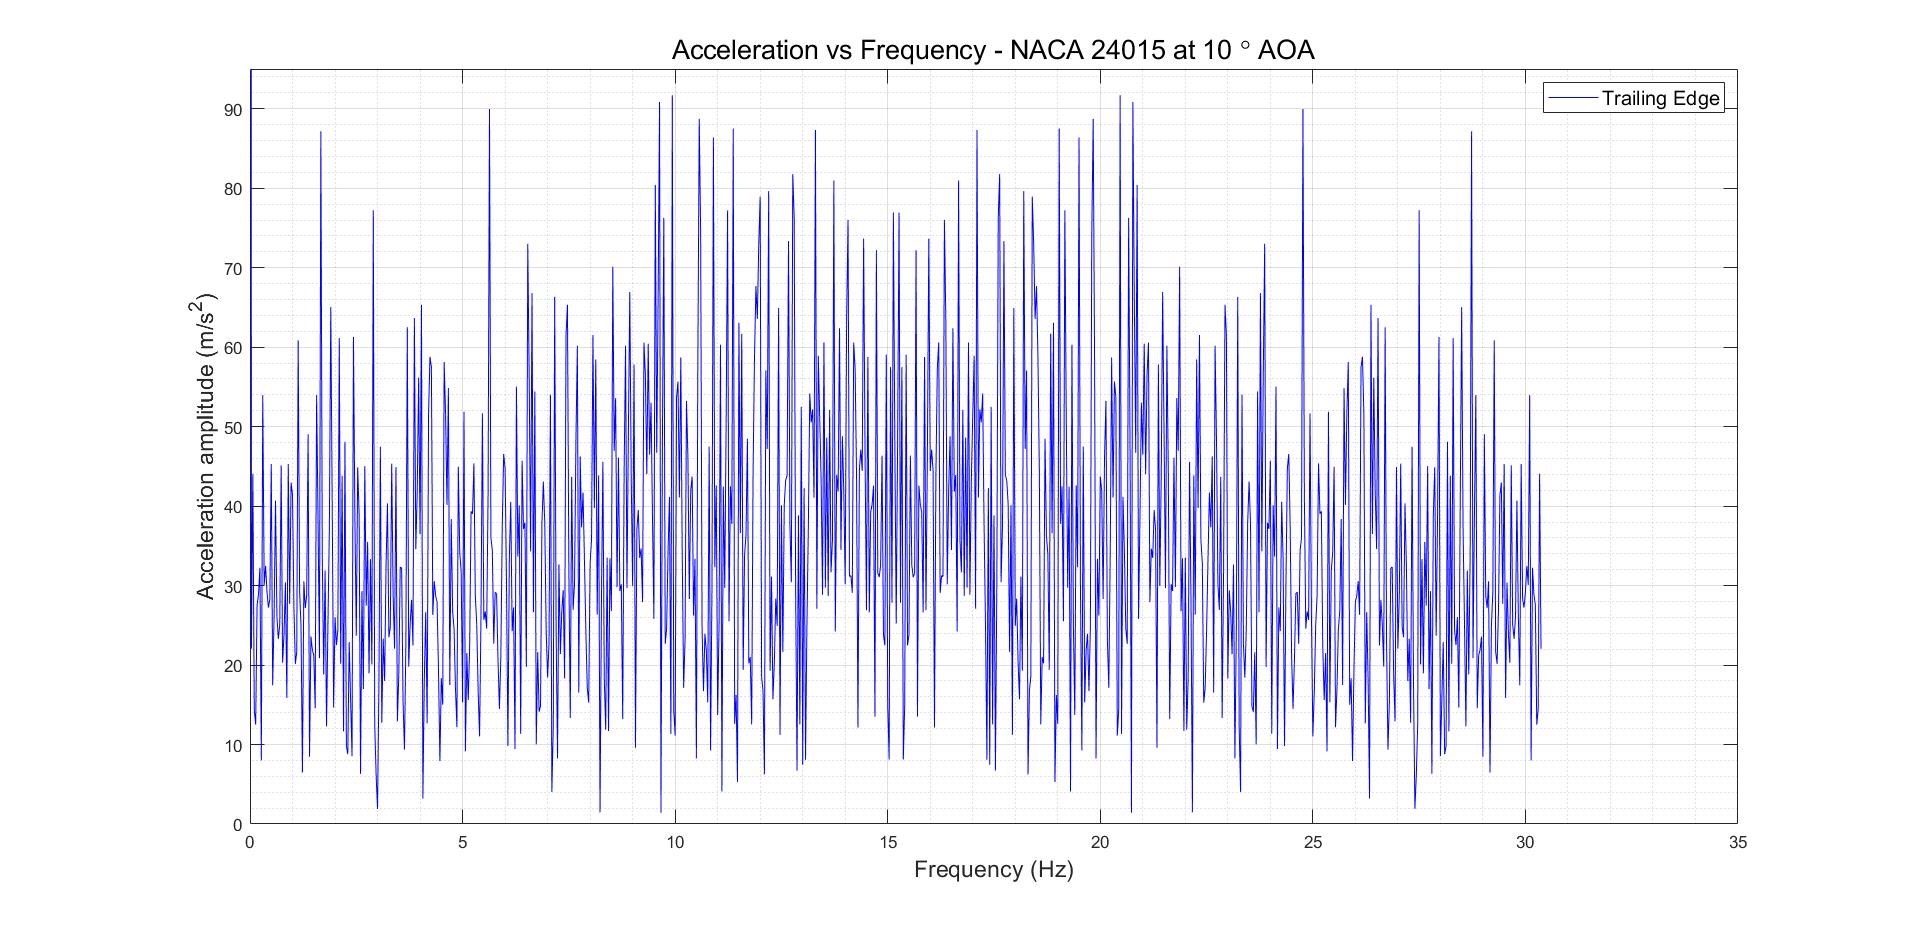 Acceleration vs Frequency - NACA 24015 at 10 ° AOA
Trailing Edge
Acceleration amplitude (m/s²)
90
80
70
60
50
40
30
20
10
0
0 5 10 15 20 25 30 35
Frequency (Hz)